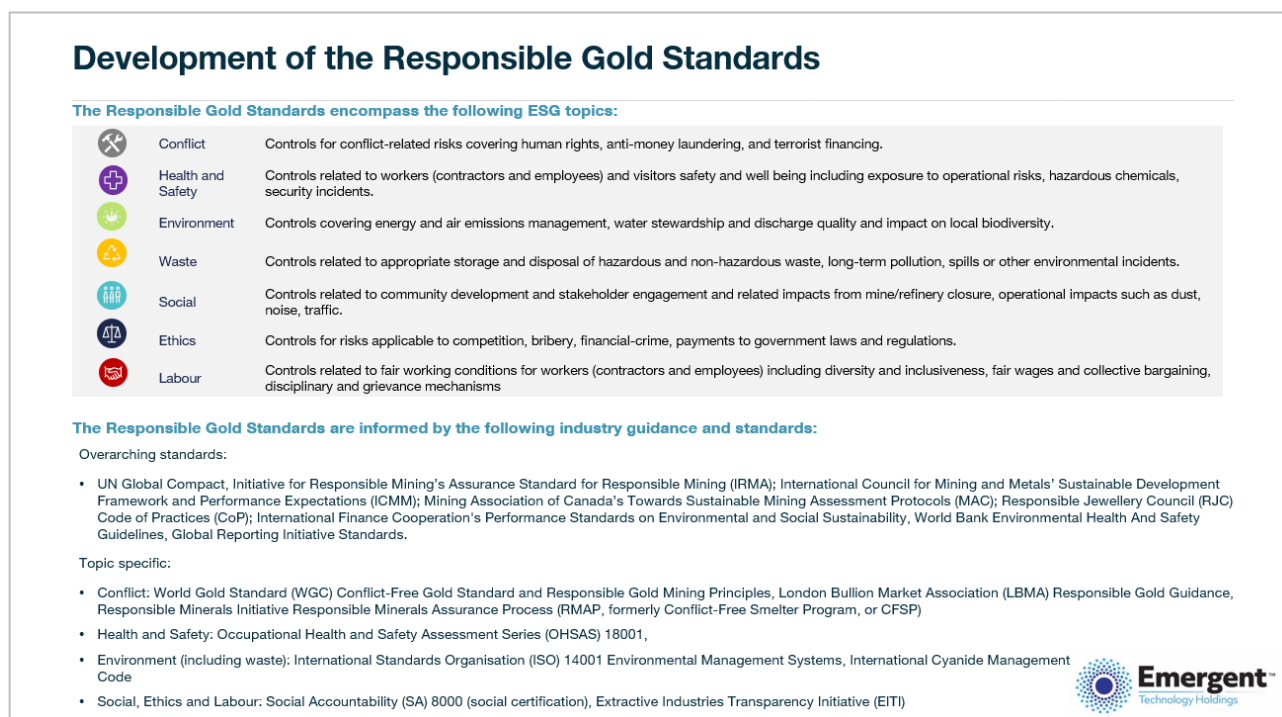 Development of the Responsible Gold Standards
The Responsible Gold Standards encompass the following ESG topics:
Conflict
Controls for conflict-related risks covering human rights, anti-money laundering, and terrorist financing.
Health and
Safety
Controls related to workers (contractors and employees) and visitors safety and well being including exposure to operational risks, hazardous chemicals,
security incidents.
Environment
Controls covering energy and air emissions management, water stewardship and discharge quality and impact on local biodiversity.
Waste
Controls related to appropriate storage and disposal of hazardous and non-hazardous waste, long-term pollution, spills or other environmental incidents.
Social
Controls related to community development and stakeholder engagement and related impacts from mine/refinery closure, operational impacts such as dust,
noise, traffic.
Ethics
Controls for risks applicable to competition, bribery, financial-crime, payments to government laws and regulations.
Labour
Controls related to fair working conditions for workers (contractors and employees) including diversity and inclusiveness, fair wages and collective bargaining,
disciplinary and grievance mechanisms
The Responsible Gold Standards are informed by the following industry guidance and standards:
Overarching standards:
• UN Global Compact, Initiative for Responsible Mining's Assurance Standard for Responsible Mining (IRMA); International Council for Mining and Metals' Sustainable Development
Framework and Performance Expectations (ICMM); Mining Association of Canada's Towards Sustainable Mining Assessment Protocols (MAC); Responsible Jewellery Council (RJC)
Code of Practices (CoP); International Finance Cooperation's Performance Standards on Environmental and Social Sustainability, World Bank Environmental Health And Safety
Guidelines, Global Reporting Initiative Standards.
Topic specific:
• Conflict: World Gold Standard (WGC) Conflict-Free Gold Standard and Responsible Gold Mining Principles, London Bullion Market Association (LBMA) Responsible Gold Guidance,
Responsible Minerals Initiative Responsible Minerals Assurance Process (RMAP, formerly Conflict-Free Smelter Program, or CFSP)
• Health and Safety: Occupational Health and Safety Assessment Series (OHSAS) 18001,
• Environment (including waste): International Standards Organisation (ISO) 14001 Environmental Management Systems, International Cyanide Management
Code
• Social, Ethics and Labour: Social Accountability (SA) 8000 (social certification), Extractive Industries Transparency Initiative (EITI)
Emergent™
Technology Holdings